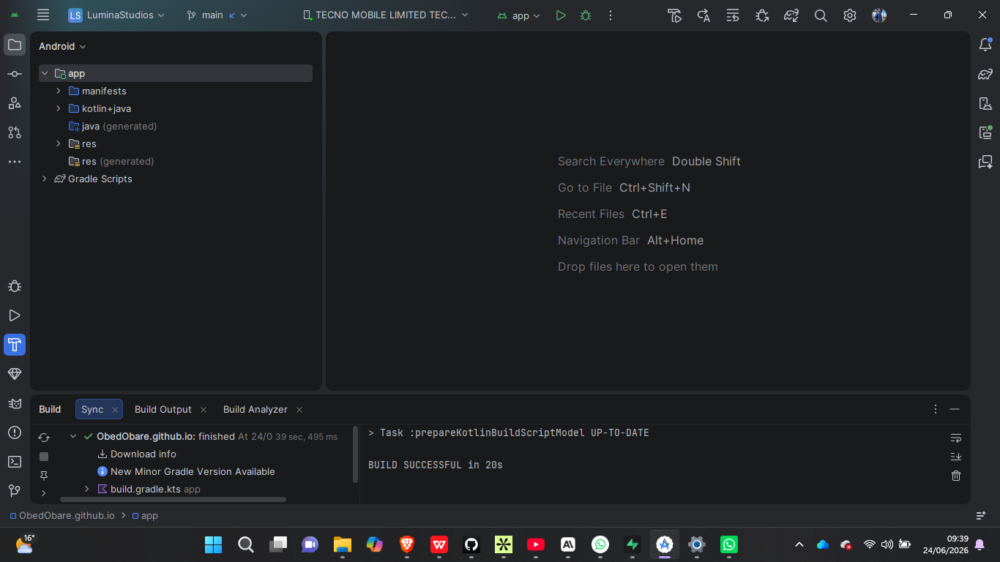 LS LuminaStudios main TECNO MOBILE LIMITED TEC... app
Android
app
manifests
kotlin+java
java (generated)
res
res (generated)
Gradle Scripts
Search Everywhere Double Shift
Go to File Ctrl+Shift+N
Recent Files Ctrl+E
Navigation Bar Alt+Home
Drop files here to open them
Build Sync Build Output Build Analyzer
ObedObare.github.io: finished At 24/0 39 sec, 495 ms
Download info
New Minor Gradle Version Available
build.gradle.kts app
> Task :prepareKotlinBuildScriptModel UP-TO-DATE
BUILD SUCCESSFUL in 20s
ObedObare.github.io > app
16°
09:39
24/06/2026